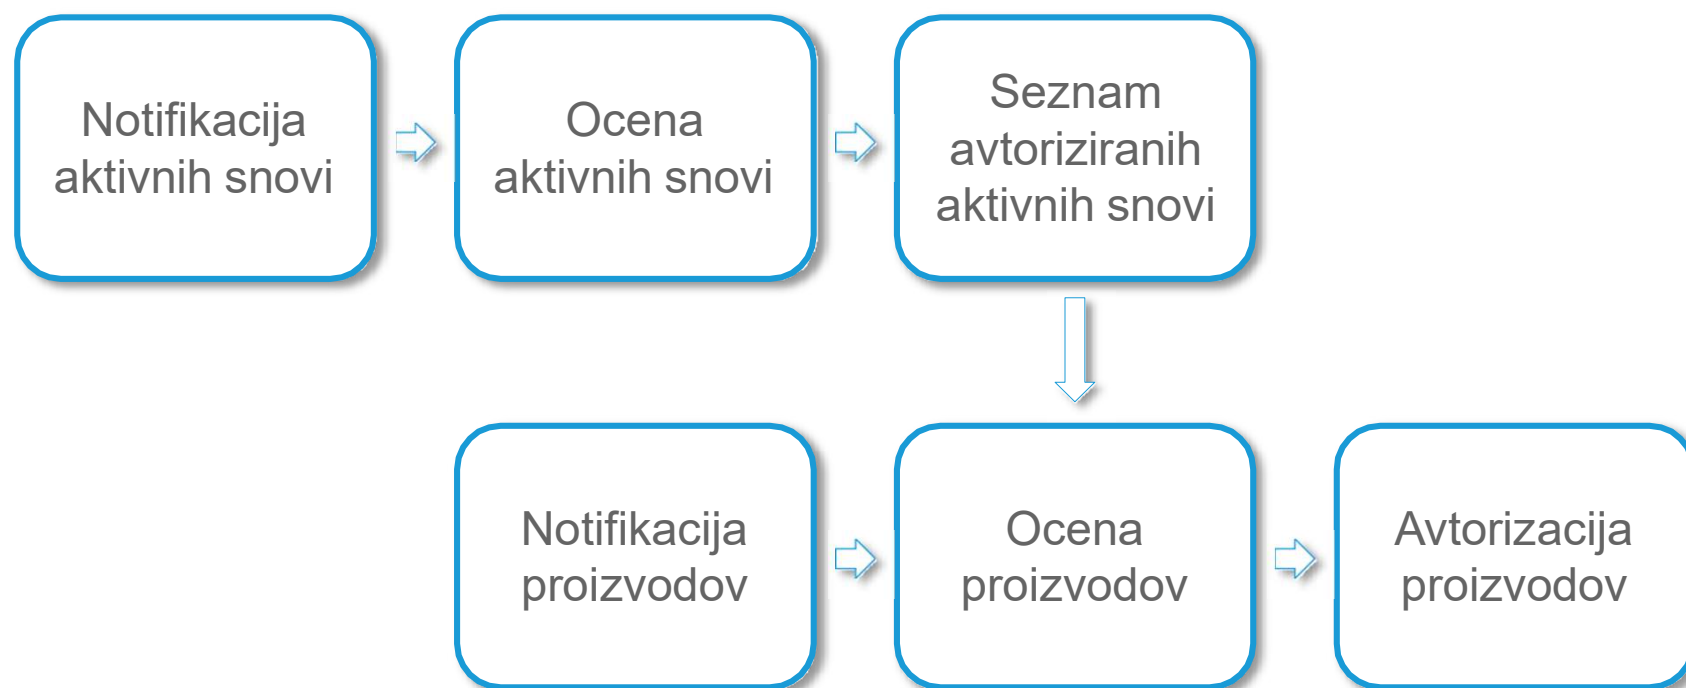 Notifikacija
aktivnih snovi
Ocena
aktivnih snovi
Seznam
avtoriziranih
aktivnih snovi
Notifikacija
proizvodov
Ocena
proizvodov
Avtorizacija
proizvodov